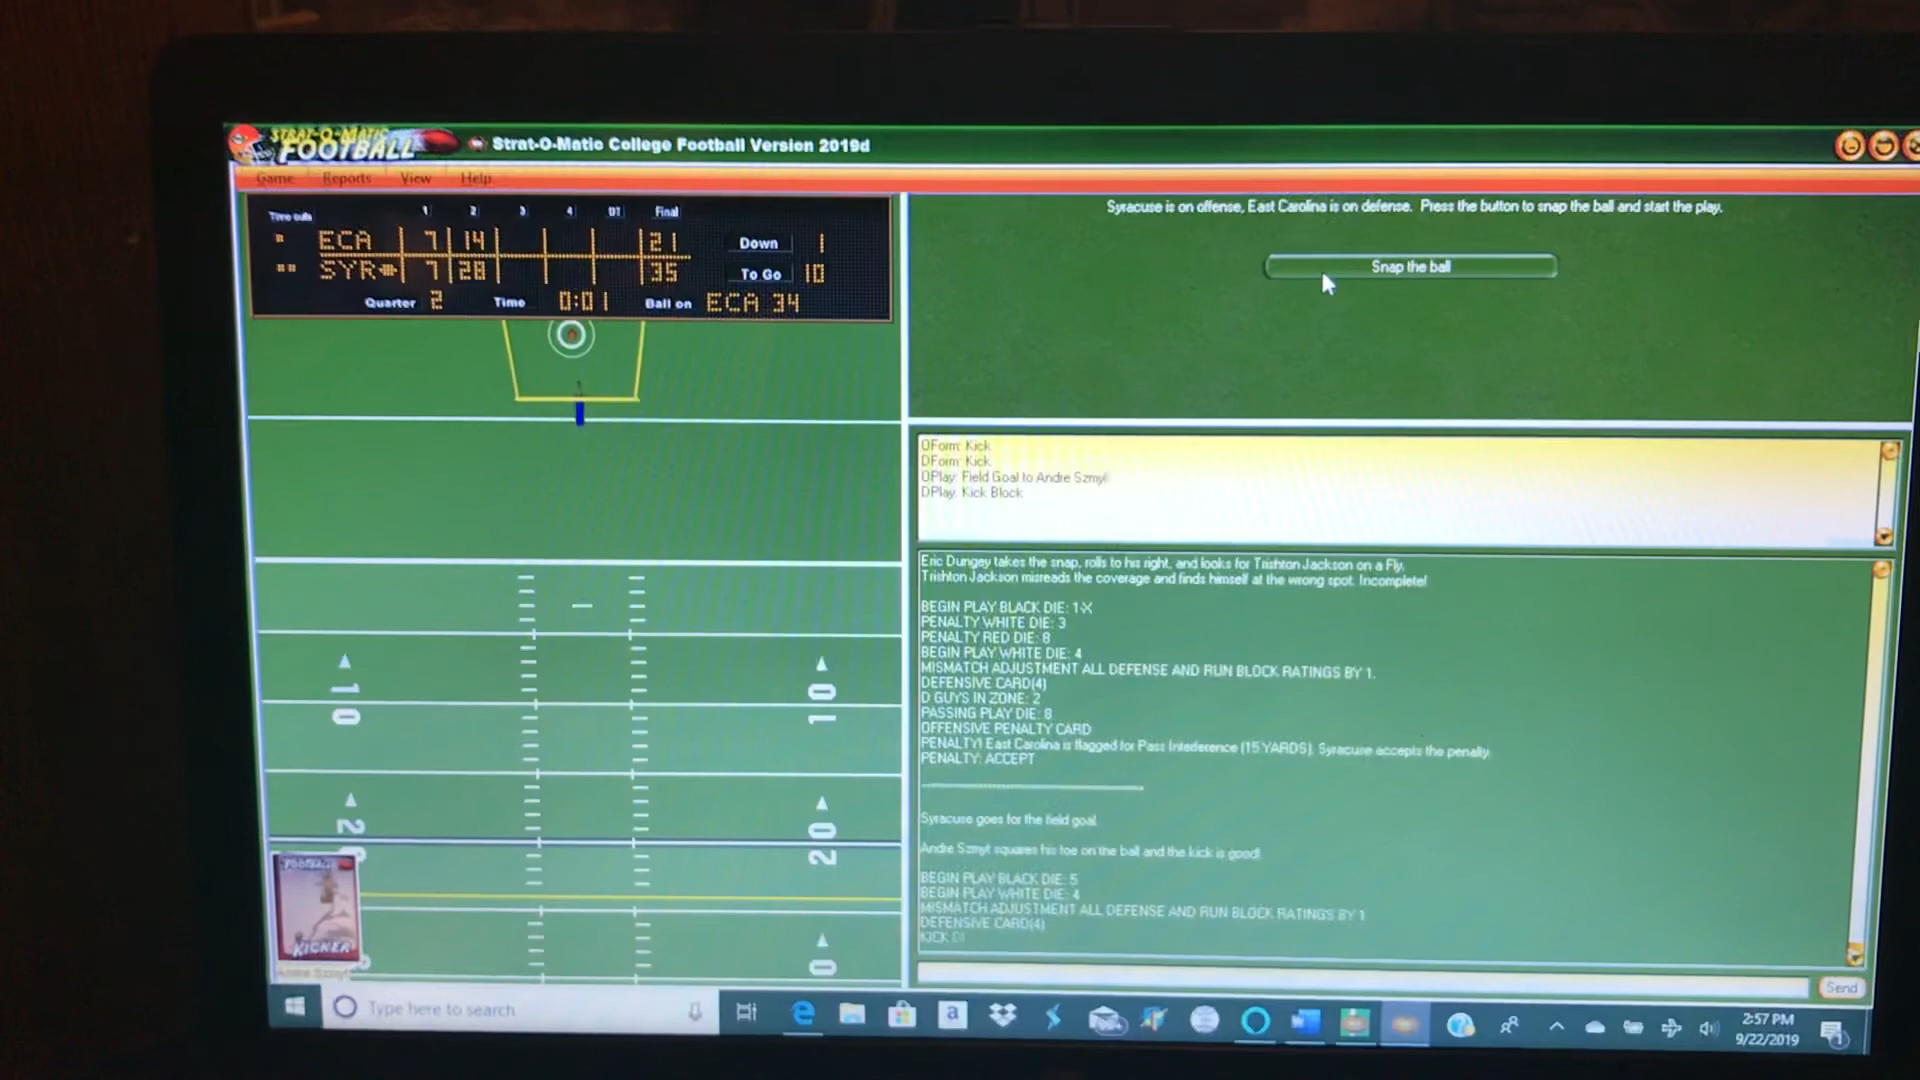 STRAT-O-MATIC
FOOTBALL
Strat-O-Matic College Football Version 2019d
Game Reports View Help
Time outs 1 2 3 4 OT Final
ECA 7 14 21 Down 1
SYR 7 28 35 To Go 10
Quarter 2 Time 0:01 Ball on ECA 34
Syracuse is on offense, East Carolina is on defense. Press the button to snap the ball and start the play.
Snap the ball
OForm: Kick
DForm: Kick
OPlay: Field Goal to Andre Szmyt
DPlay: Kick Block
Eric Dungey takes the snap, rolls to his right, and looks for Trishton Jackson on a Fly.
Trishton Jackson misreads the coverage and finds himself at the wrong spot. Incomplete!
BEGIN PLAY BLACK DIE: 1-X
PENALTY WHITE DIE: 3
PENALTY RED DIE: 8
BEGIN PLAY WHITE DIE: 4
MISMATCH ADJUSTMENT ALL DEFENSE AND RUN BLOCK RATINGS BY 1.
DEFENSIVE CARD(4)
D GUYS IN ZONE: 2
PASSING PLAY DIE: 8
OFFENSIVE PENALTY CARD
PENALTY! East Carolina is flagged for Pass Interference (15 YARDS). Syracuse accepts the penalty.
PENALTY: ACCEPT
Syracuse goes for the field goal.
Andre Szmyt squares his toe on the ball and the kick is good!
BEGIN PLAY BLACK DIE: 5
BEGIN PLAY WHITE DIE: 4
MISMATCH ADJUSTMENT ALL DEFENSE AND RUN BLOCK RATINGS BY 1
DEFENSIVE CARD(4)
KICK DI
Send
10 10
20 20
0
FOOTBALL
KICKER
Andre Szmyt
Type here to search
a
2:57 PM
9/22/2019